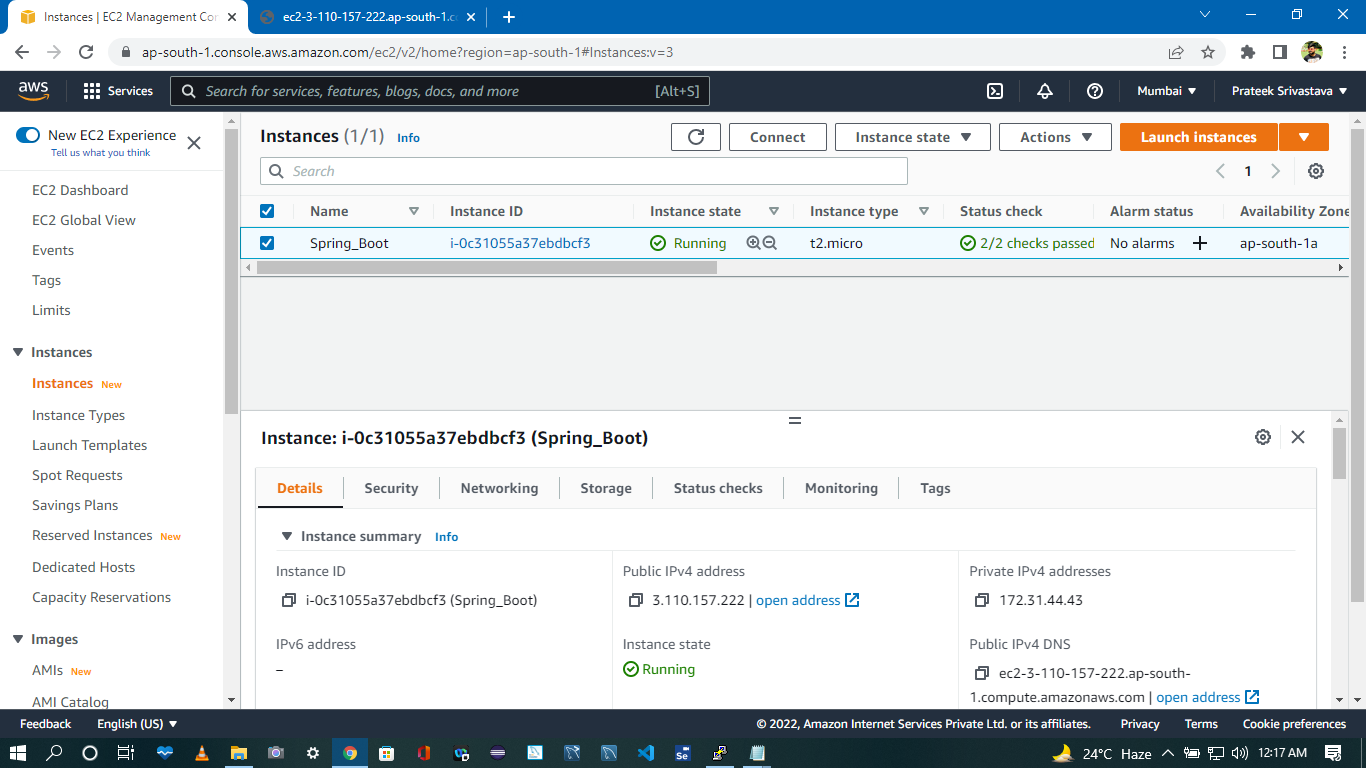 Instances | EC2 Management Con
ec2-3-110-157-222.ap-south-1.c
ap-south-1.console.aws.amazon.com/ec2/v2/home?region=ap-south-1#Instances:v=3
aws
Services
Search for services, features, blogs, docs, and more
[Alt+S]
Mumbai
Prateek Srivastava
New EC2 Experience
Tell us what you think
EC2 Dashboard
EC2 Global View
Events
Tags
Limits
Instances
Instances New
Instance Types
Launch Templates
Spot Requests
Savings Plans
Reserved Instances New
Dedicated Hosts
Capacity Reservations
Images
AMIs New
AMI Catalog
Instances (1/1) Info
Connect
Instance state
Actions
Launch instances
Search
1
Name
Instance ID
Instance state
Instance type
Status check
Alarm status
Availability Zone
Spring_Boot
i-0c31055a37ebdbcf3
Running
t2.micro
2/2 checks passed
No alarms
ap-south-1a
Instance: i-0c31055a37ebdbcf3 (Spring_Boot)
Details
Security
Networking
Storage
Status checks
Monitoring
Tags
Instance summary Info
Instance ID
i-0c31055a37ebdbcf3 (Spring_Boot)
Public IPv4 address
3.110.157.222 | open address
Private IPv4 addresses
172.31.44.43
IPv6 address
–
Instance state
Running
Public IPv4 DNS
ec2-3-110-157-222.ap-south-
1.compute.amazonaws.com | open address
Feedback
English (US)
© 2022, Amazon Internet Services Private Ltd. or its affiliates.
Privacy
Terms
Cookie preferences
24°C Haze
12:17 AM